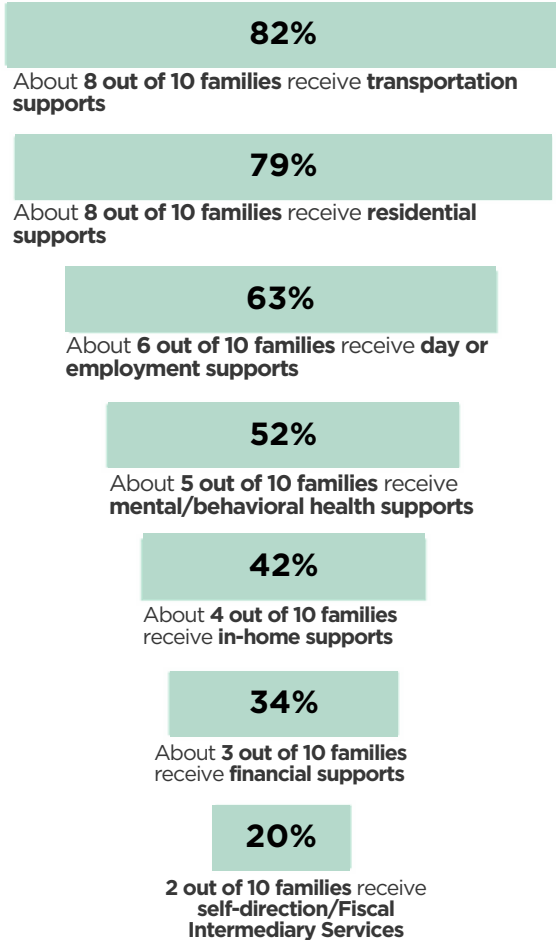 82%
About 8 out of 10 families receive transportation
supports
79%
About 8 out of 10 families receive residential
supports
63%
About 6 out of 10 families receive day or
employment supports
52%
About 5 out of 10 families receive
mental/behavioral health supports
42%
About 4 out of 10 families
receive in-home supports
34%
About 3 out of 10 families
receive financial supports
20%
2 out of 10 families receive
self-direction/Fiscal
Intermediary Services